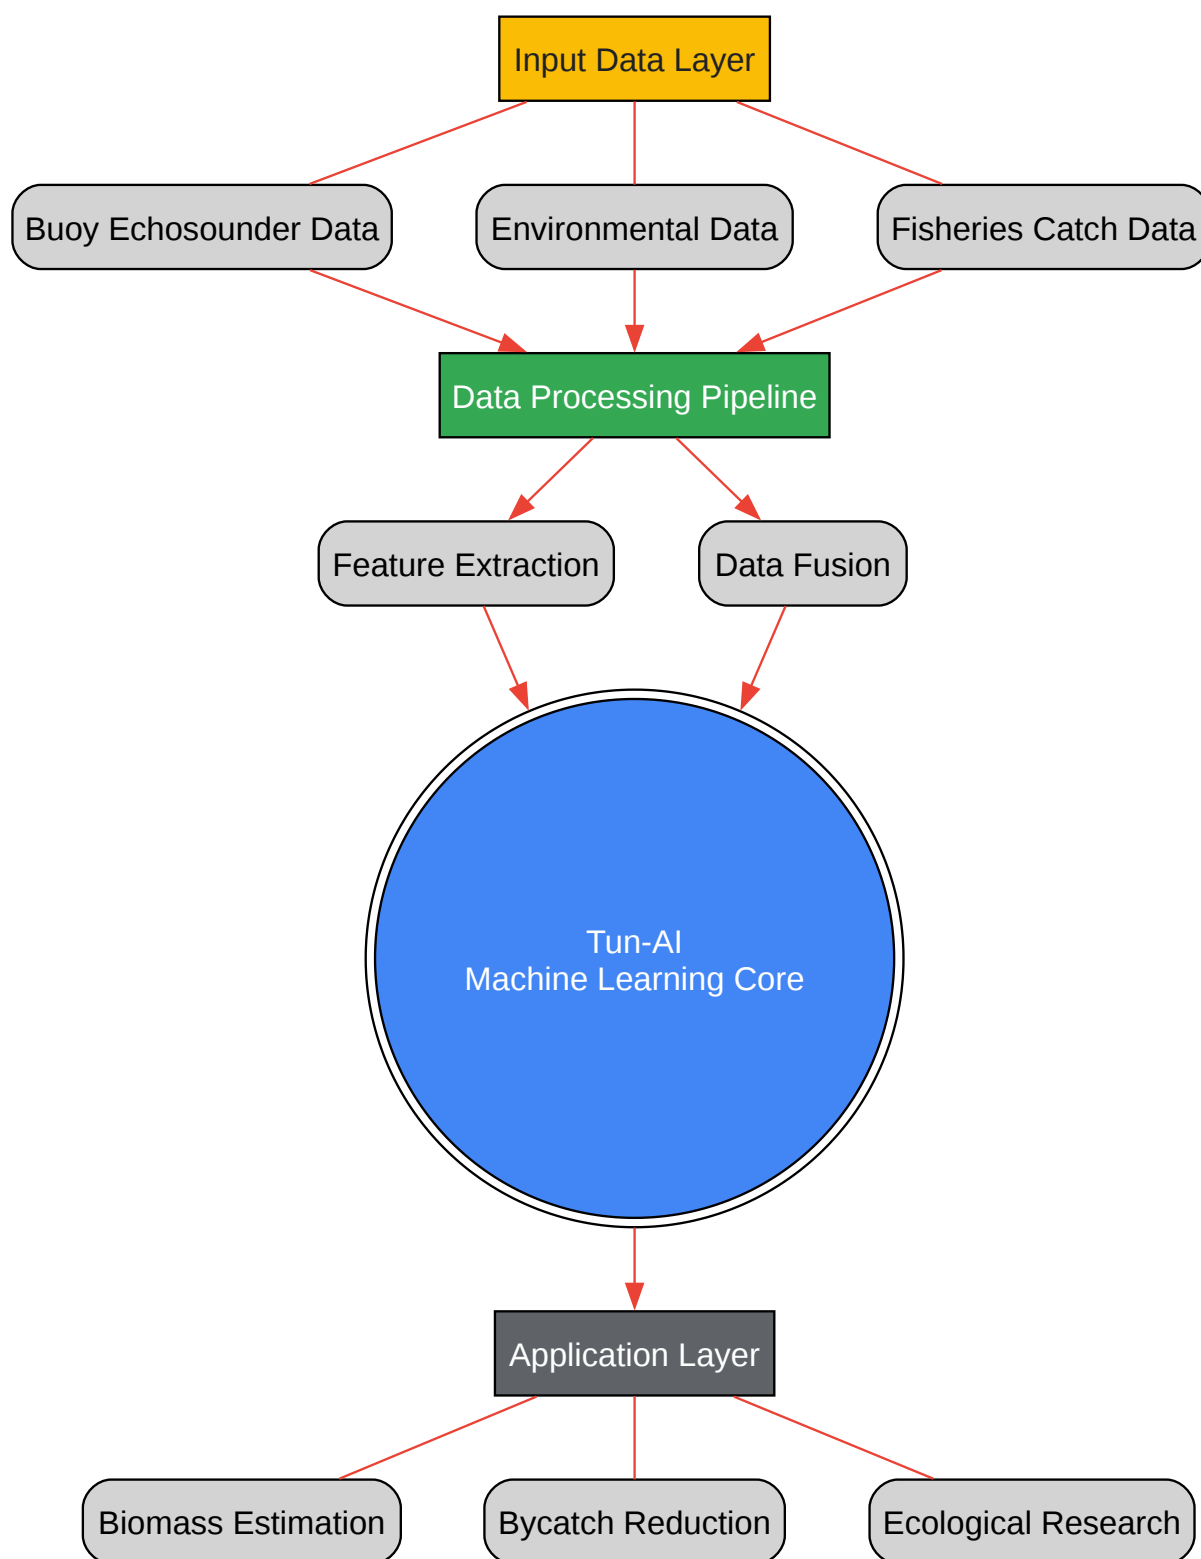 Input Data Layer
Buoy Echosounder Data
Environmental Data
Fisheries Catch Data
Data Processing Pipeline
Feature Extraction
Data Fusion
Tun-AI
Machine Learning Core
Application Layer
Biomass Estimation
Bycatch Reduction
Ecological Research